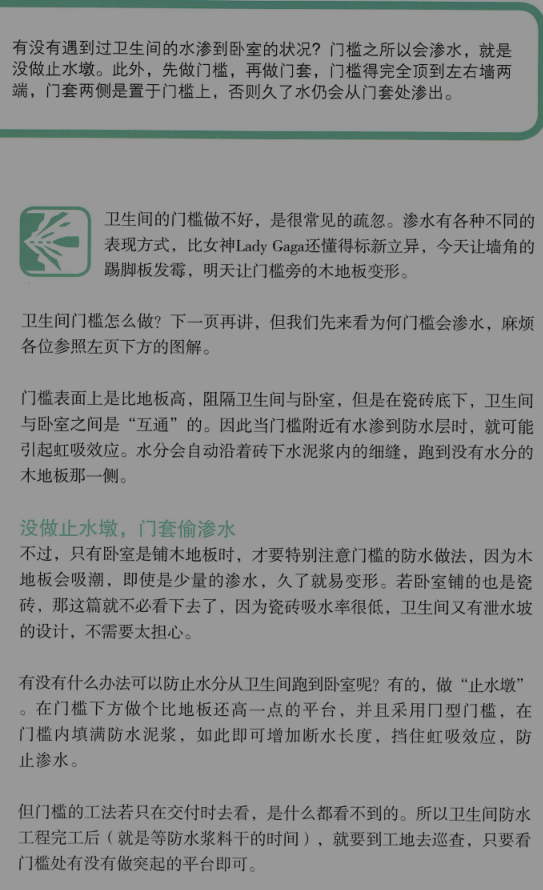 有没有遇到过卫生间的水渗到卧室的状况？门槛之所以会渗水，就是
没做止水墩。此外，先做门槛，再做门套，门槛得完全顶到左右墙两
端，门套两侧是置于门槛上，否则久了水仍会从门套处渗出。
卫生间的门槛做不好，是很常见的疏忽。渗水有各种不同的
表现方式，比女神Lady Gaga还懂得标新立异，今天让墙角的
踢脚板发霉，明天让门槛旁的木地板变形。
卫生间门槛怎么做？下一页再讲，但我们先来看为何门槛会渗水，麻烦
各位参照左页下方的图解。
门槛表面上是比地板高，阻隔卫生间与卧室，但是在瓷砖底下，卫生间
与卧室之间是“互通”的。因此当门槛附近有水渗到防水层时，就可能
引起虹吸效应。水分会自动沿着砖下水泥浆内的细缝，跑到没有水分的
木地板那一侧。
没做止水墩，门套偷渗水
不过，只有卧室是铺木地板时，才要特别注意门槛的防水做法，因为木
地板会吸潮，即使是少量的渗水，久了就易变形。若卧室铺的也是瓷
砖，那这篇就不必看下去了，因为瓷砖吸水率很低，卫生间又有泄水坡
的设计，不需要太担心。
有没有什么办法可以防止水分从卫生间跑到卧室呢？有的，做“止水墩”
。在门槛下方做个比地板还高一点的平台，并且采用冂型门槛，在
门槛内填满防水泥浆，如此即可增加断水长度，挡住虹吸效应，防
止渗水。
但门槛的工法若只在交付时去看，是什么都看不到的。所以卫生间防水
工程完工后（就是等防水浆料干的时间），就要到工地去巡查，只要看
门槛处有没有做突起的平台即可。